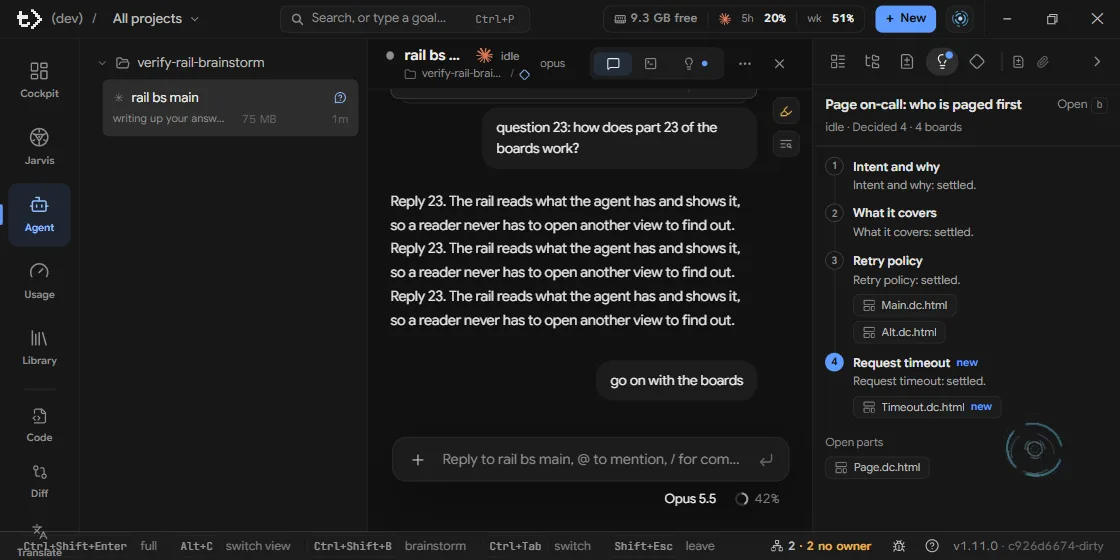 (dev) / All projects
Search, or type a goal... Ctrl+P
9.3 GB free 5h 20% wk 51%
+ New
Cockpit
Jarvis
Agent
Usage
Library
Code
Diff
Translate
verify-rail-brainstorm
rail bs main
writing up your answ... 75 MB 1m
rail bs ... idle opus
verify-rail-brai... /
question 23: how does part 23 of the
boards work?
Reply 23. The rail reads what the agent has and shows it,
so a reader never has to open another view to find out.
Reply 23. The rail reads what the agent has and shows it,
so a reader never has to open another view to find out.
Reply 23. The rail reads what the agent has and shows it,
so a reader never has to open another view to find out.
go on with the boards
Reply to rail bs main, @ to mention, / for com...
Opus 5.5 42%
Page on-call: who is paged first Open b
idle · Decided 4 · 4 boards
1 Intent and why
Intent and why: settled.
2 What it covers
What it covers: settled.
3 Retry policy
Retry policy: settled.
Main.dc.html
Alt.dc.html
4 Request timeout new
Request timeout: settled.
Timeout.dc.html new
Open parts
Page.dc.html
Ctrl+Shift+Enter full Alt+C switch view Ctrl+Shift+B brainstorm Ctrl+Tab switch Shift+Esc leave
2 · 2 no owner v1.11.0 · c926d6674-dirty